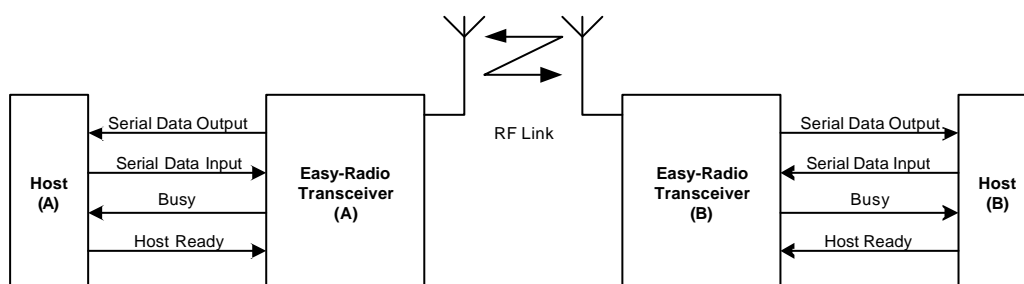 Host
(A)
Serial Data Output
Serial Data Input
Busy
Host Ready
Easy-Radio
Transceiver
(A)
RF Link
Easy-Radio
Transceiver
(B)
Serial Data Output
Serial Data Input
Busy
Host Ready
Host
(B)